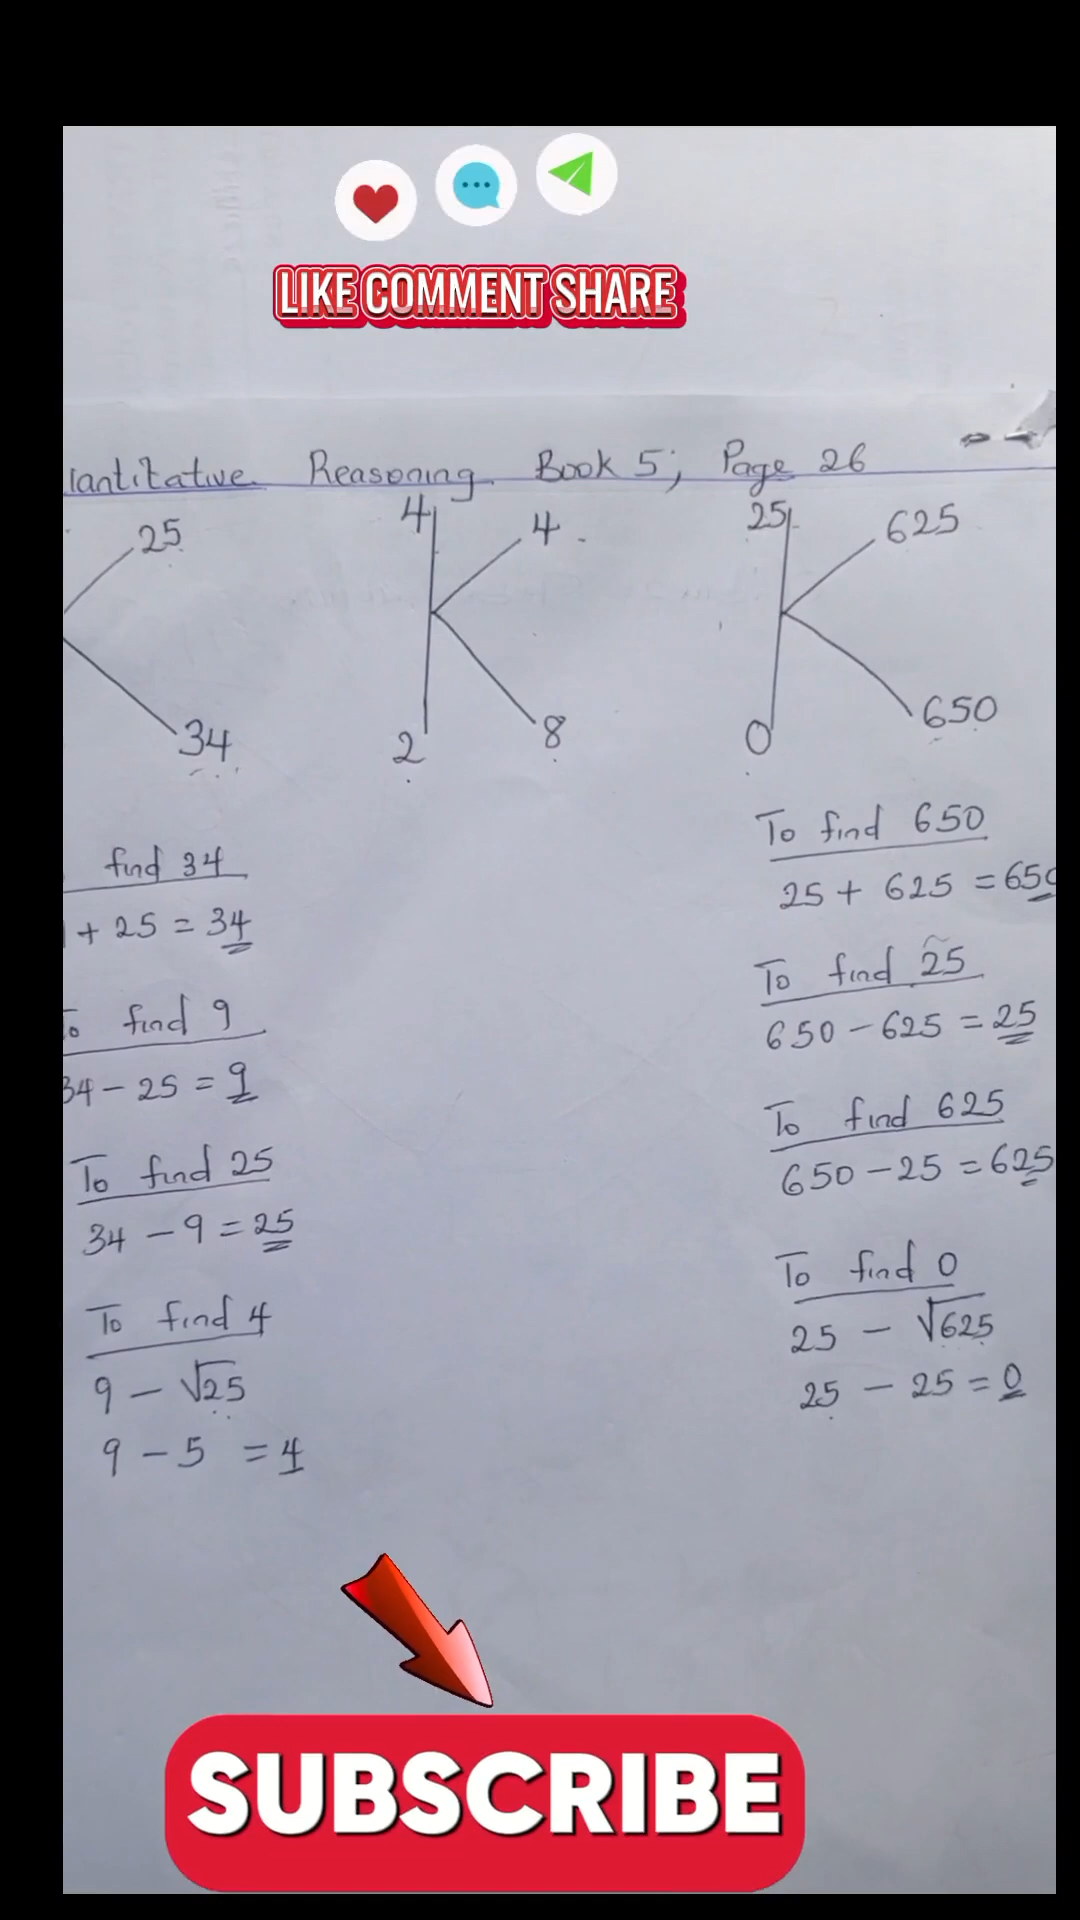 LIKE COMMENT SHARE
antitative Reasoning Book 5; Page 26
25
34
4
4
2
8
25
625
0
650
find 34
+ 25 = 34
To find 9
34 - 25 = 9
To find 25
34 - 9 = 25
To find 4
9 - √25
9 - 5 = 4
To find 650
25 + 625 = 650
To find 25
650 - 625 = 25
To find 625
650 - 25 = 625
To find 0
25 - √625
25 - 25 = 0
SUBSCRIBE